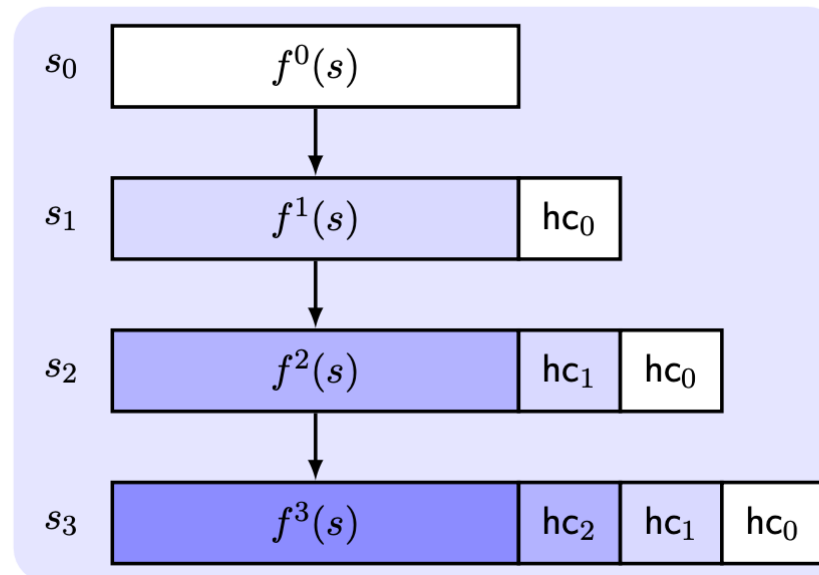 s₀ f⁰(s)
s₁ f¹(s) hc₀
s₂ f²(s) hc₁ hc₀
s₃ f³(s) hc₂ hc₁ hc₀